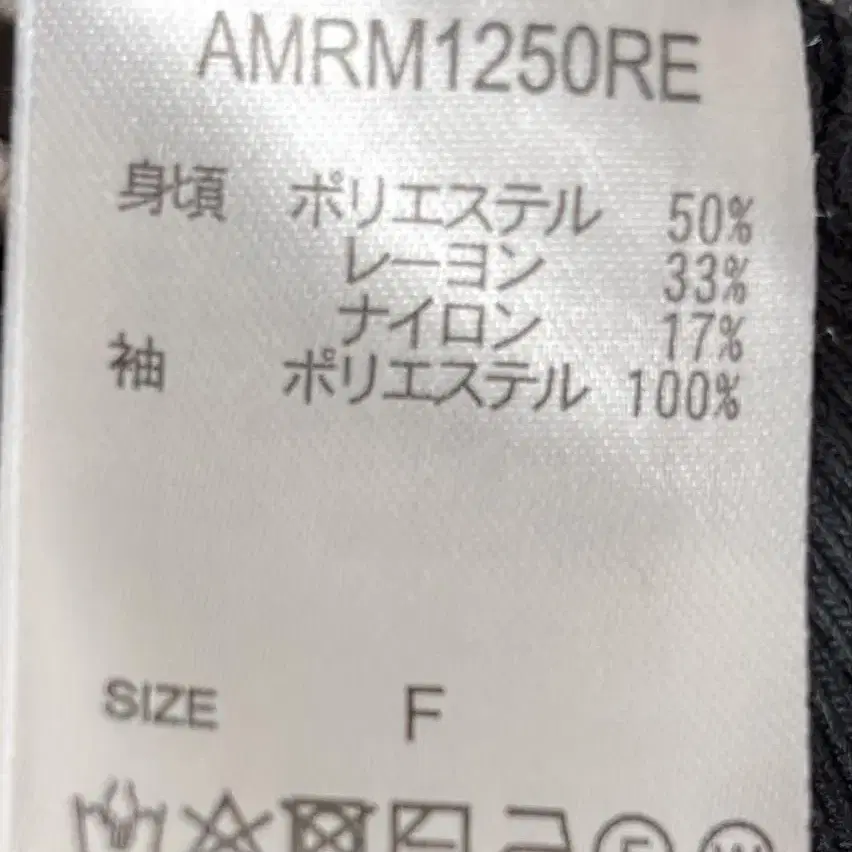 AMRM1250RE
身頃 ポリエステル 50%
レーヨン 33%
ナイロン 17%
袖 ポリエステル 100%
SIZE F